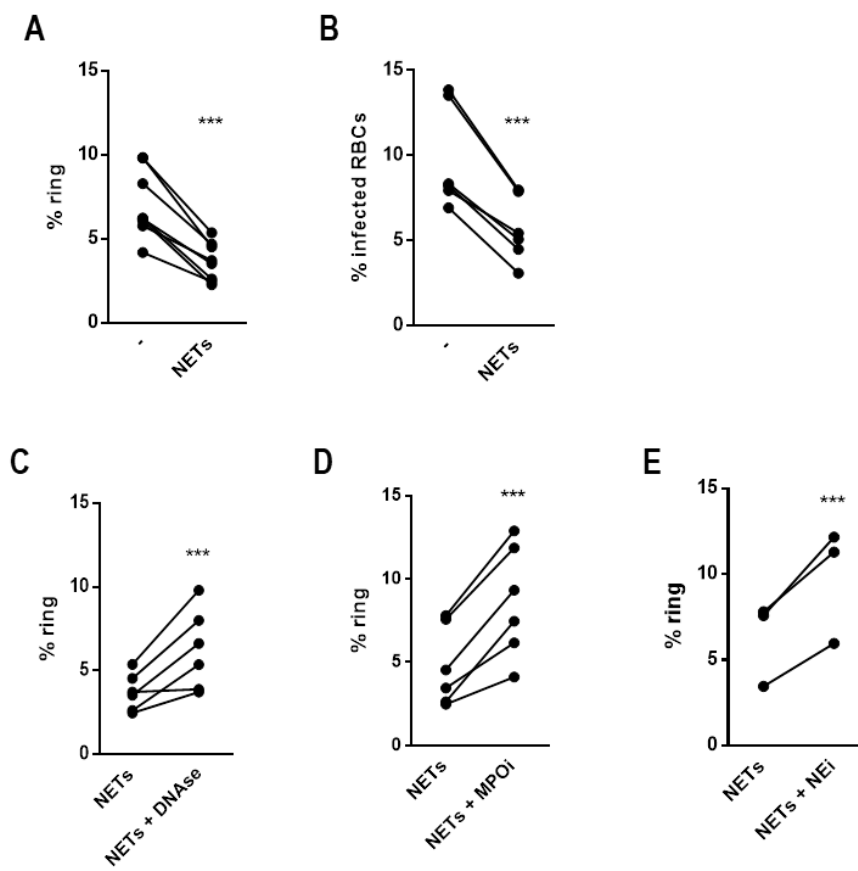 A
% ring
15
10
5
0
***
-
NETs
B
% infected RBCs
15
10
5
0
***
-
NETs
C
% ring
15
10
5
0
***
NETs
NETs + DNAse
D
% ring
15
10
5
0
***
NETs
NETs + MPOi
E
% ring
15
10
5
0
***
NETs
NETs + NEi